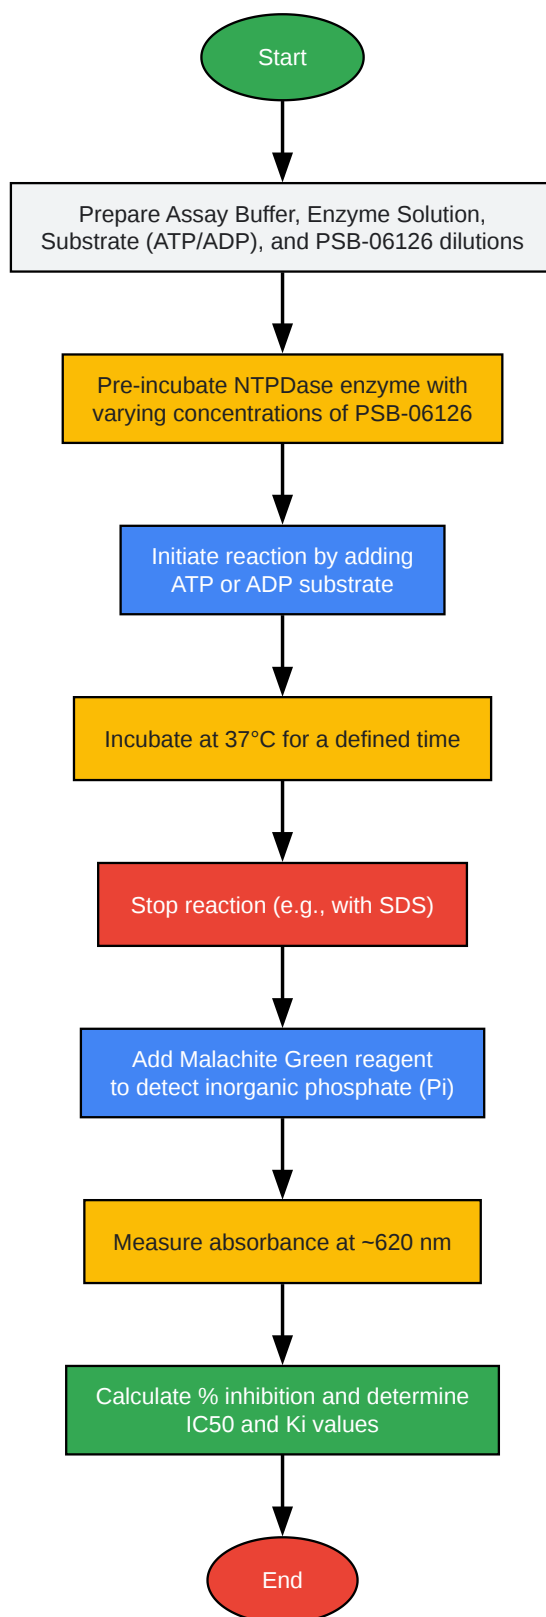 Start
Prepare Assay Buffer, Enzyme Solution,
Substrate (ATP/ADP), and PSB-06126 dilutions
Pre-incubate NTPDase enzyme with
varying concentrations of PSB-06126
Initiate reaction by adding
ATP or ADP substrate
Incubate at 37°C for a defined time
Stop reaction (e.g., with SDS)
Add Malachite Green reagent
to detect inorganic phosphate (Pi)
Measure absorbance at ~620 nm
Calculate % inhibition and determine
IC50 and Ki values
End